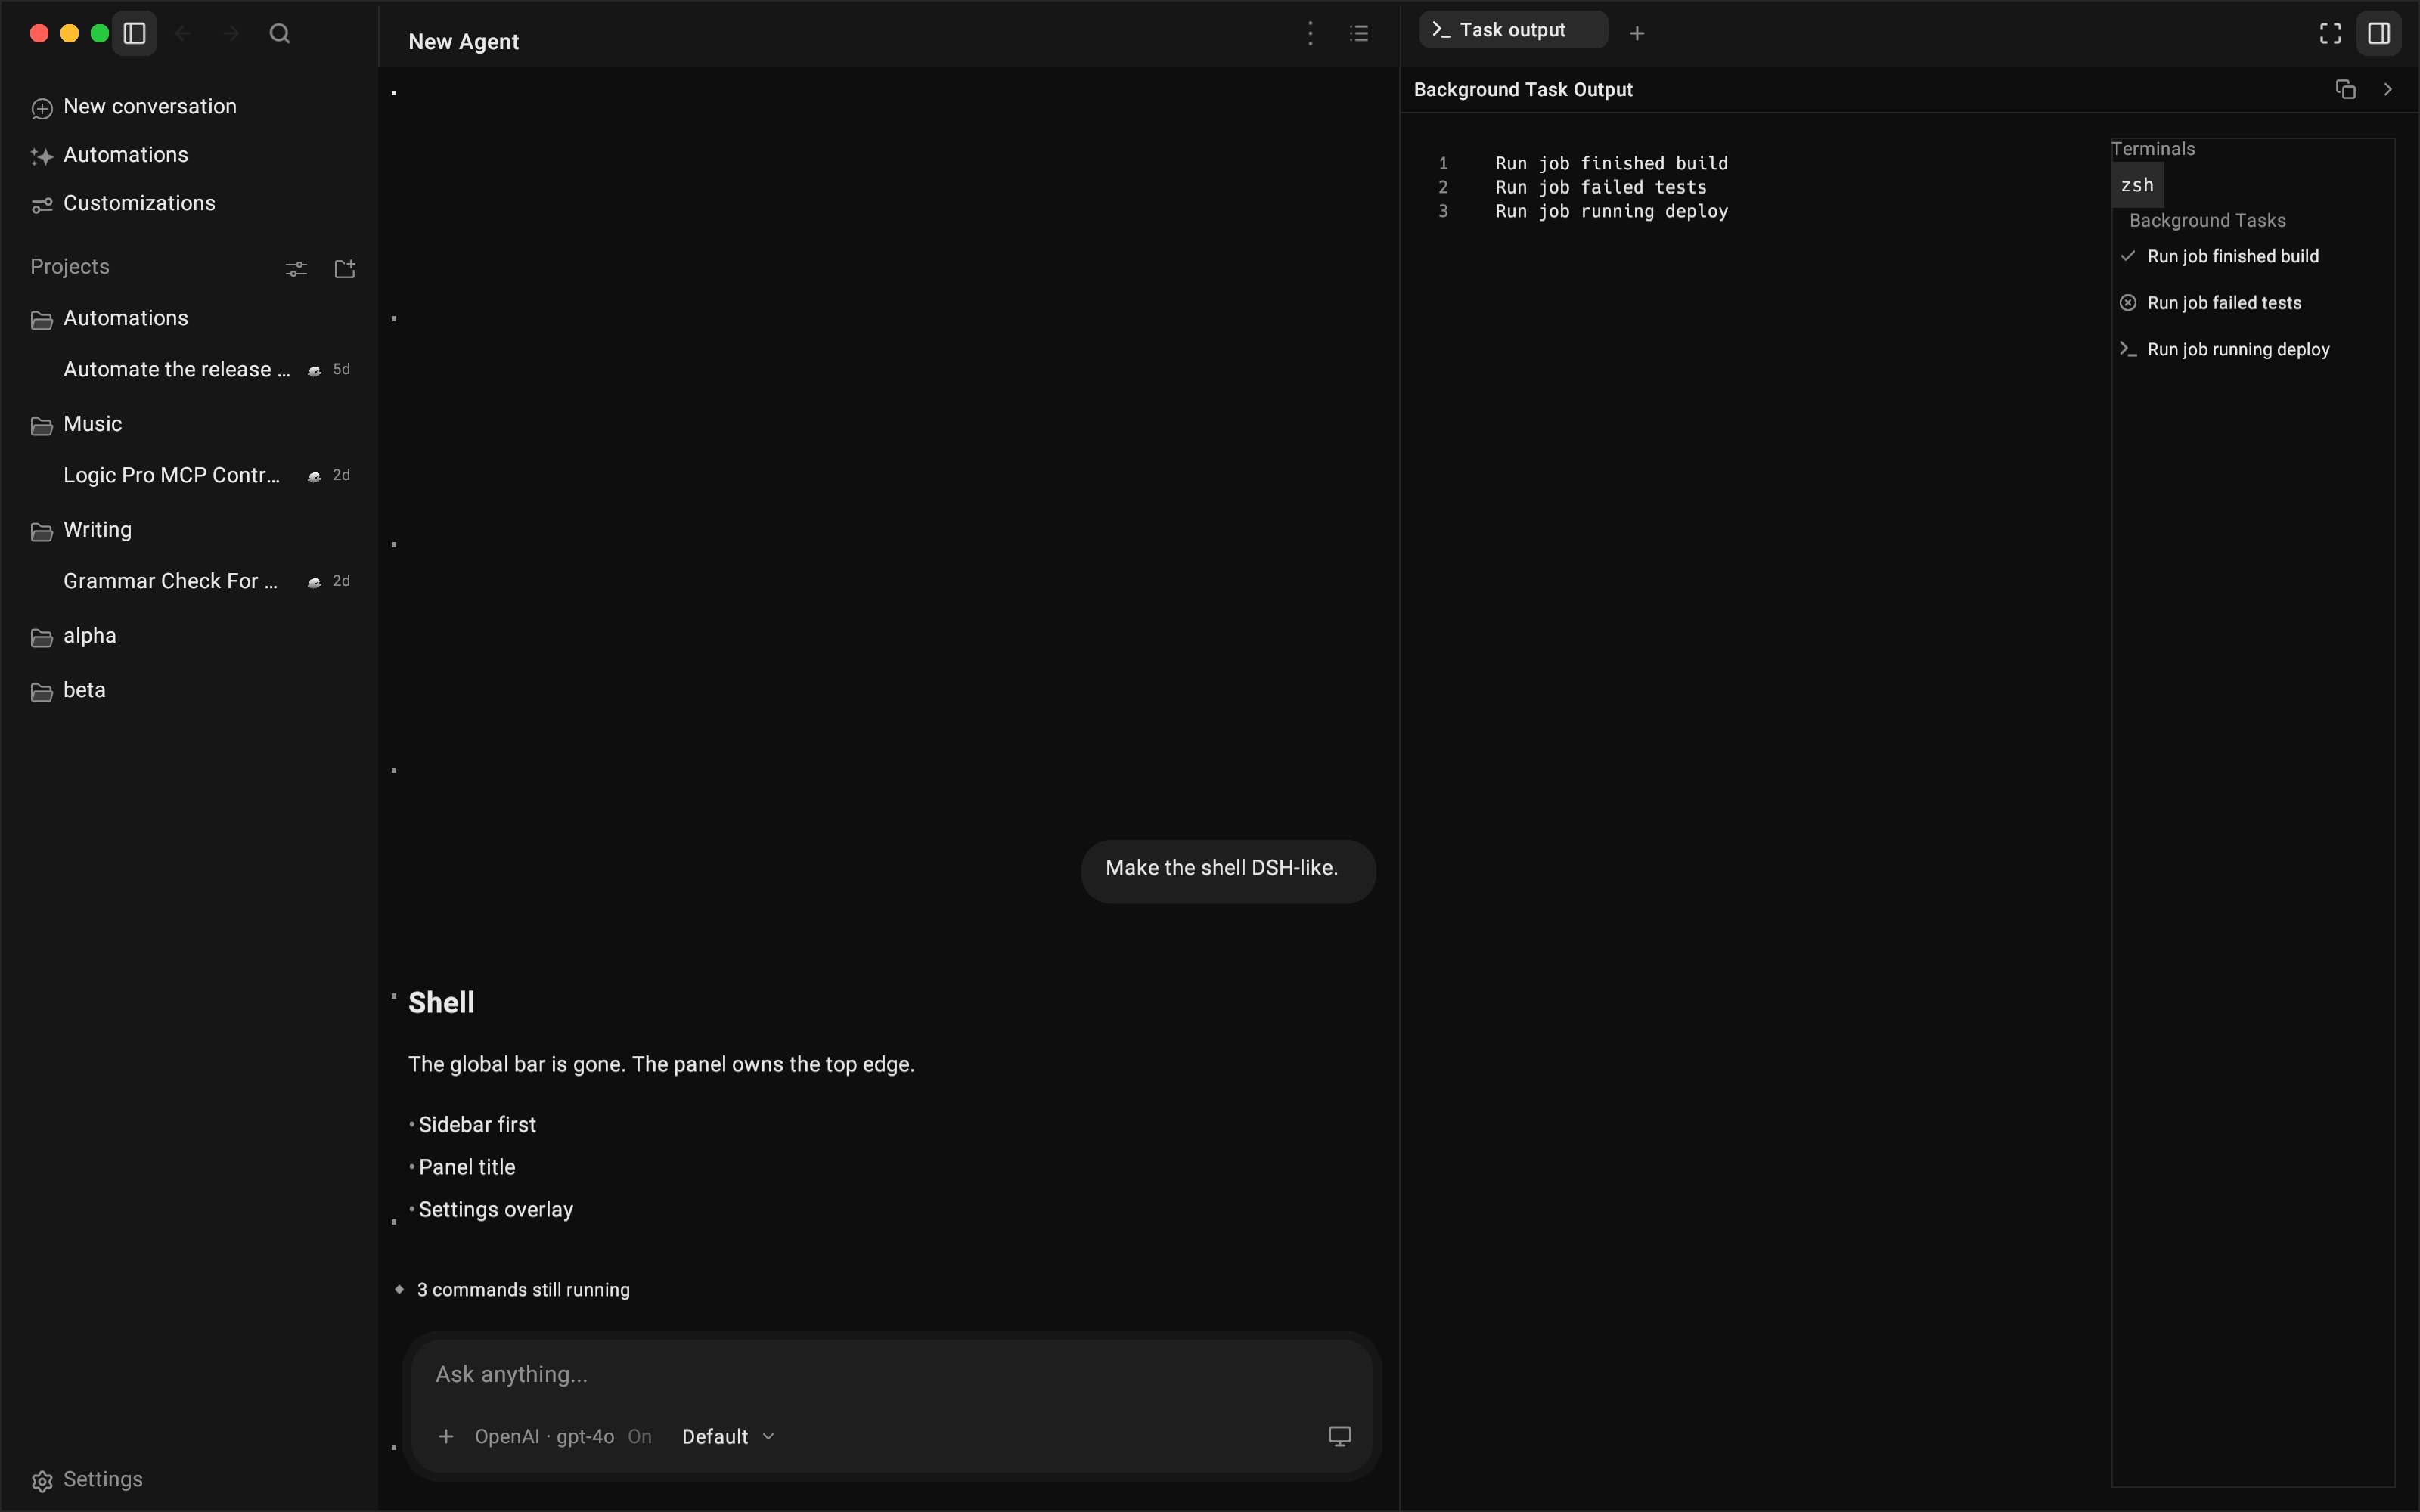 New conversation
Automations
Customizations
Projects
Automations
Automate the release ... 5d
Music
Logic Pro MCP Contr... 2d
Writing
Grammar Check For ... 2d
alpha
beta
Settings
New Agent
Make the shell DSH-like.
Shell
The global bar is gone. The panel owns the top edge.
• Sidebar first
• Panel title
• Settings overlay
3 commands still running
Ask anything...
OpenAI · gpt-4o On Default
Task output
Background Task Output
1 Run job finished build
2 Run job failed tests
3 Run job running deploy
Terminals
zsh
Background Tasks
Run job finished build
Run job failed tests
Run job running deploy